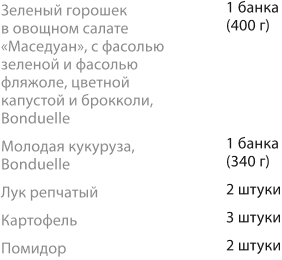 Зеленый горошек 1 банка
в овощном салате (400 г)
«Маседуан», с фасолью
зеленой и фасолью
фляжоле, цветной
капустой и брокколи,
Bonduelle
Молодая кукуруза, 1 банка
Bonduelle (340 г)
Лук репчатый 2 штуки
Картофель 3 штуки
Помидор 2 штуки